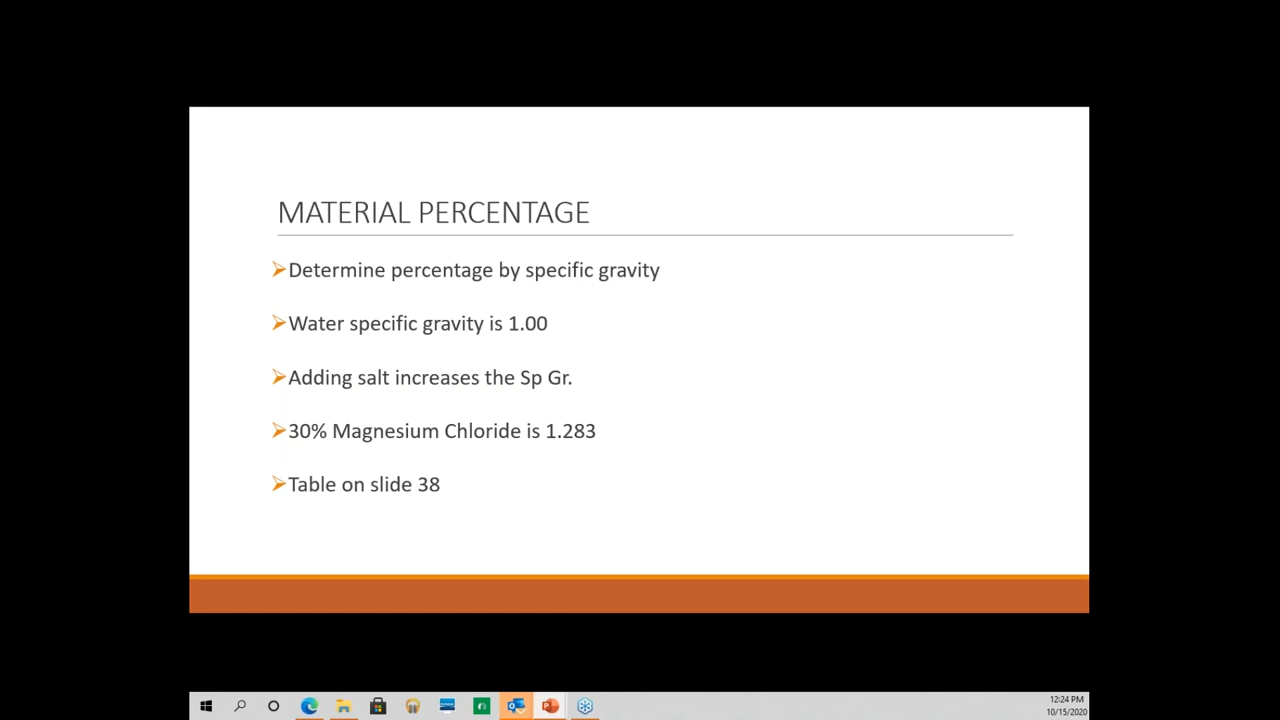 MATERIAL PERCENTAGE
Determine percentage by specific gravity
Water specific gravity is 1.00
Adding salt increases the Sp Gr.
30% Magnesium Chloride is 1.283
Table on slide 38
12:24 PM
10/15/2020